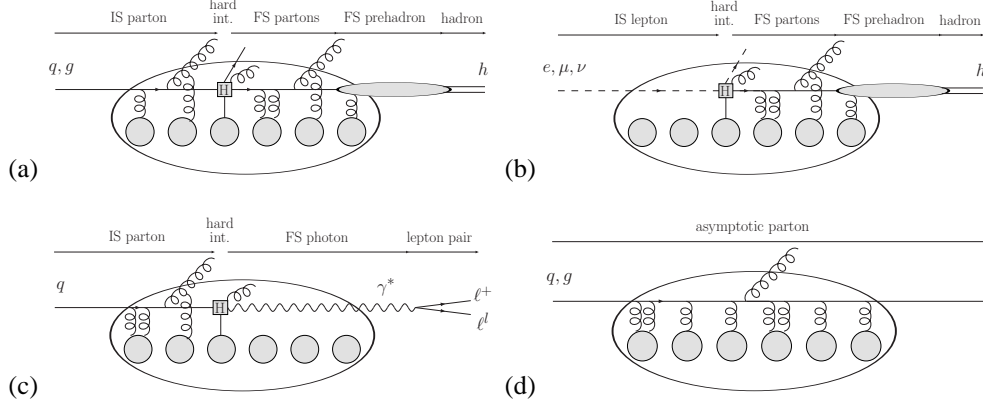 IS parton hard int. FS partons FS prehadron hadron
q, g h
H
(a)
IS lepton hard int. FS partons FS prehadron hadron
e, μ, ν h
H
(b)
IS parton hard int. FS photon lepton pair
q γ* ℓ+
H ℓl
(c)
asymptotic parton
q, g
(d)